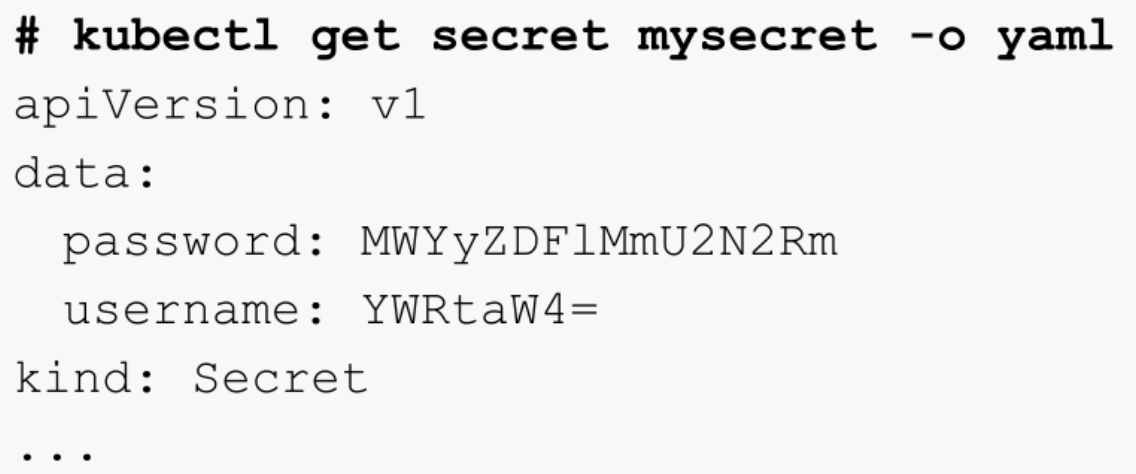 # kubectl get secret mysecret -o yaml
apiVersion: v1
data:
  password: MWYyZDFlMmU2N2Rm
  username: YWRtaW4=
kind: Secret
...